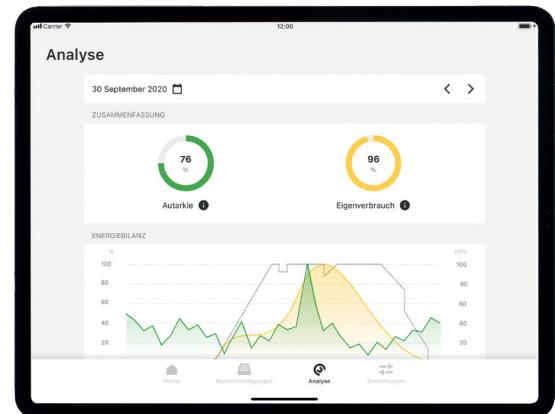 Carrier 12:00
Analyse
30 September 2020
ZUSAMMENFASSUNG
76 96
% %
Autarkie Eigenverbrauch
ENERGIEBILANZ
% kWh
100 100
80 80
60 60
40 40
20 20
Home Benachrichtigungen Analyse Einstellungen